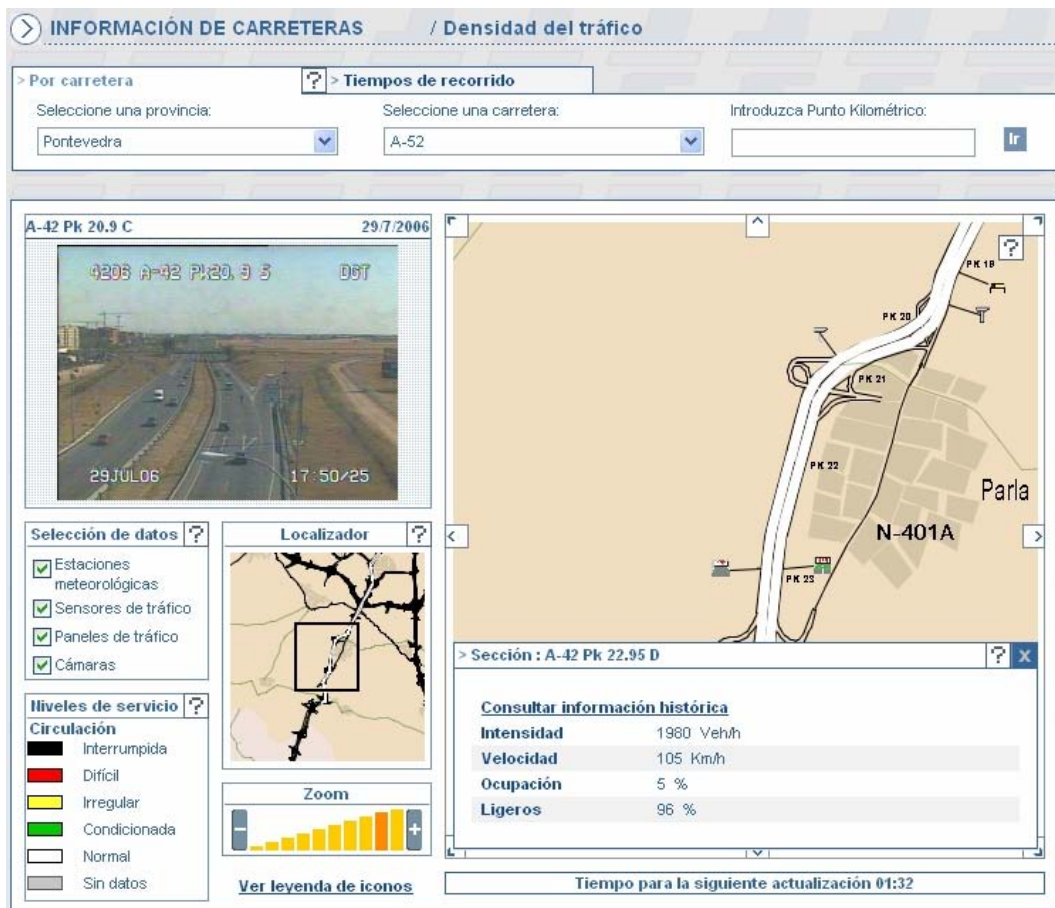 INFORMACIÓN DE CARRETERAS / Densidad del tráfico
> Por carretera ? > Tiempos de recorrido
Seleccione una provincia: Seleccione una carretera: Introduzca Punto Kilométrico:
Pontevedra A-52 Ir
A-42 Pk 20.9 C 29/7/2006
4206 A-42 PK20, 9 S DGT
29JUL06 17:50/25
?
PK 19
PK 20
PK 21
PK 22
Parla
N-401A
PK 23
Selección de datos ?
Estaciones
meteorológicas
Sensores de tráfico
Paneles de tráfico
Cámaras
Localizador ?
Niveles de servicio ?
Circulación
Interrumpida
Difícil
Irregular
Condicionada
Normal
Sin datos
Zoom
- +
Ver leyenda de iconos
> Sección : A-42 Pk 22.95 D ? X
Consultar información histórica
Intensidad 1980 Veh/h
Velocidad 105 Km/h
Ocupación 5 %
Ligeros 96 %
Tiempo para la siguiente actualización 01:32